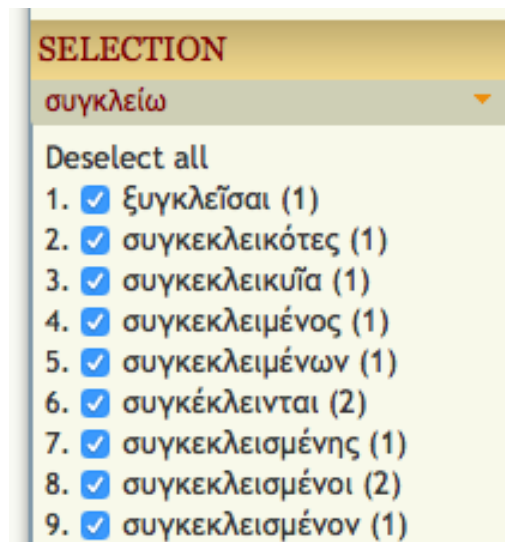 SELECTION
συγκλείω
Deselect all
1. ξυγκλεῖσαι (1)
2. συγκεκλεικότες (1)
3. συγκεκλεικυῖα (1)
4. συγκεκλειμένος (1)
5. συγκεκλειμένων (1)
6. συγκέκλεινται (2)
7. συγκεκλεισμένης (1)
8. συγκεκλεισμένοι (2)
9. συγκεκλεισμένον (1)